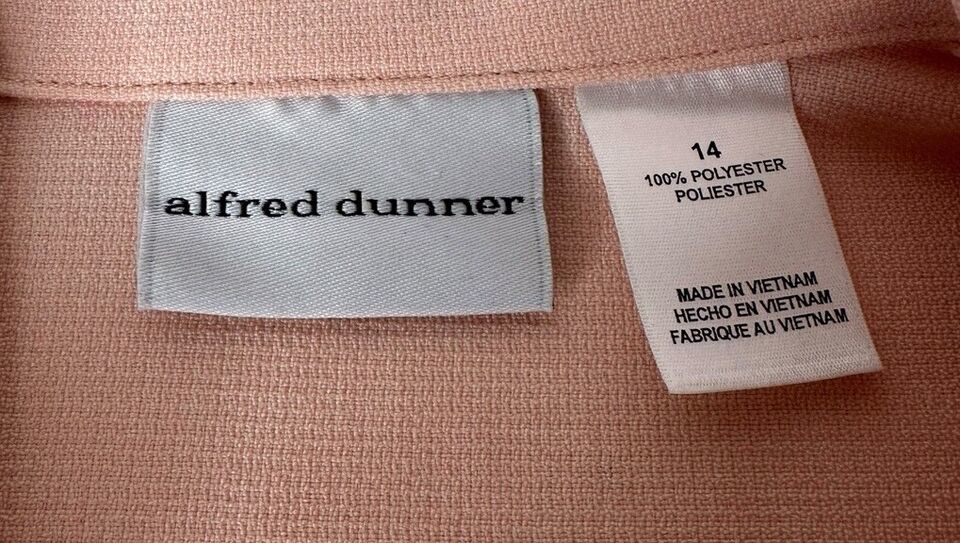 alfred dunner
14
100% POLYESTER
POLIESTER
MADE IN VIETNAM
HECHO EN VIETNAM
FABRIQUE AU VIETNAM